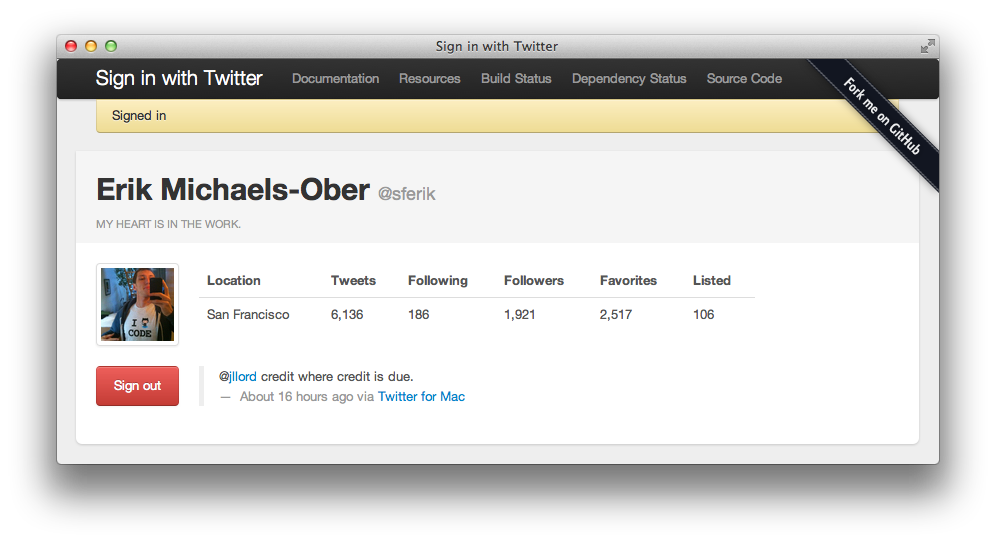 Sign in with Twitter
Sign in with Twitter Documentation Resources Build Status Dependency Status Source Code
Fork me on GitHub
Signed in
Erik Michaels-Ober @sferik
MY HEART IS IN THE WORK.
Location Tweets Following Followers Favorites Listed
San Francisco 6,136 186 1,921 2,517 106
I
CODE
Sign out
@jllord credit where credit is due.
— About 16 hours ago via Twitter for Mac